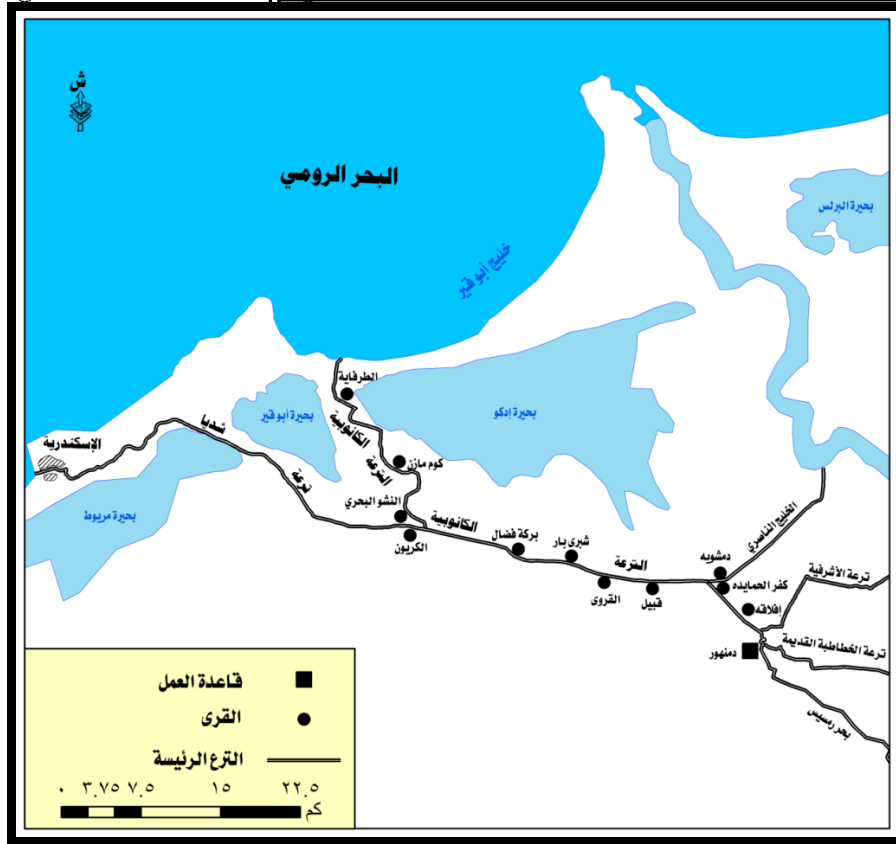 ش
البحر الرومي
بحيرة البرلس
خليج أبو قير
الطرفاية
بحيرة إدكو
بحيرة أبو قير
الترعة الكانوبية
شديا
الإسكندرية
كوم مازن
ترعة
النشو البحري
بحيرة مريوط
الكانوبية
الخليج الناصري
بركة فضال
شبرى بار
الكريون
الترعة
دمشويه
ترعة الأشرفية
كفر الحمايده
القروى
قبيل
إفلاقه
ترعة الخطاطبة القديمة
دمنهور
بحر رمسيس
قاعدة العمل
القرى
الترع الرئيسة
٠ ٣.٧٥ ٧.٥ ١٥ ٢٢.٥
كم